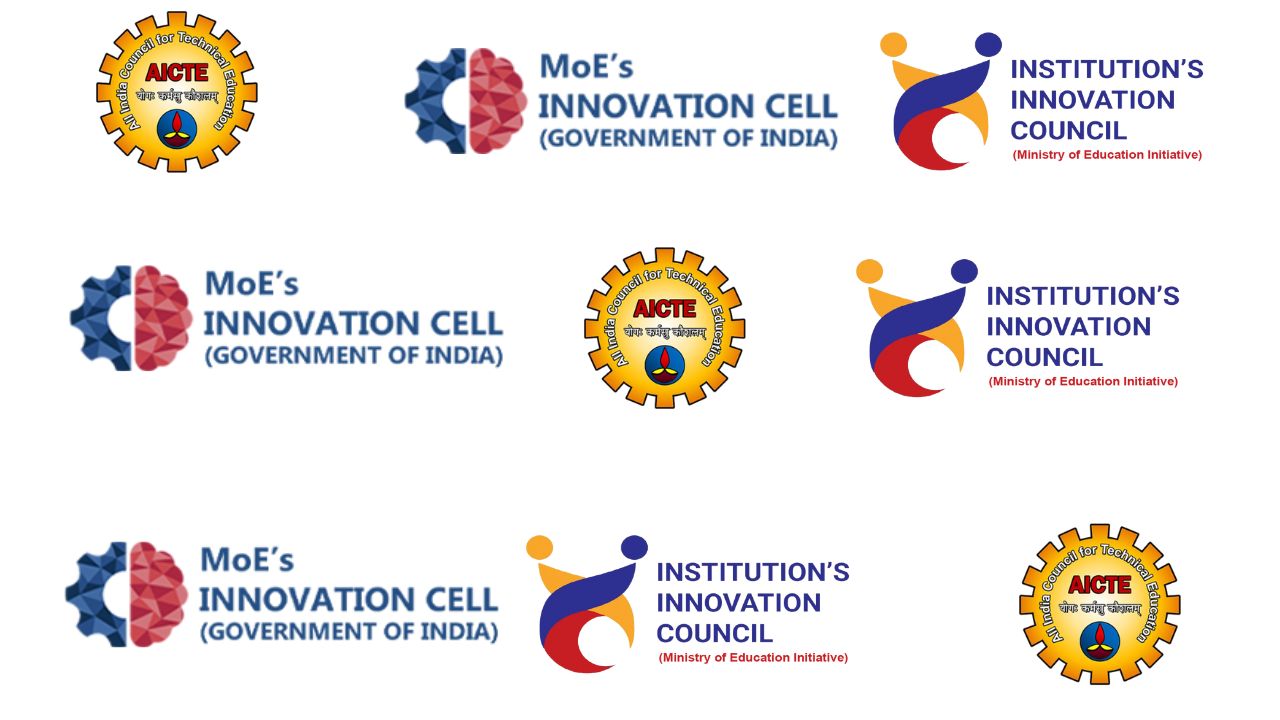 All India Council for Technical Education
AICTE
योगः कर्मसु कौशलम्
MoE's
INNOVATION CELL
(GOVERNMENT OF INDIA)
INSTITUTION'S
INNOVATION
COUNCIL
(Ministry of Education Initiative)
MoE's
INNOVATION CELL
(GOVERNMENT OF INDIA)
All India Council for Technical Education
AICTE
योगः कर्मसु कौशलम्
INSTITUTION'S
INNOVATION
COUNCIL
(Ministry of Education Initiative)
MoE's
INNOVATION CELL
(GOVERNMENT OF INDIA)
INSTITUTION'S
INNOVATION
COUNCIL
(Ministry of Education Initiative)
All India Council for Technical Education
AICTE
योगः कर्मसु कौशलम्